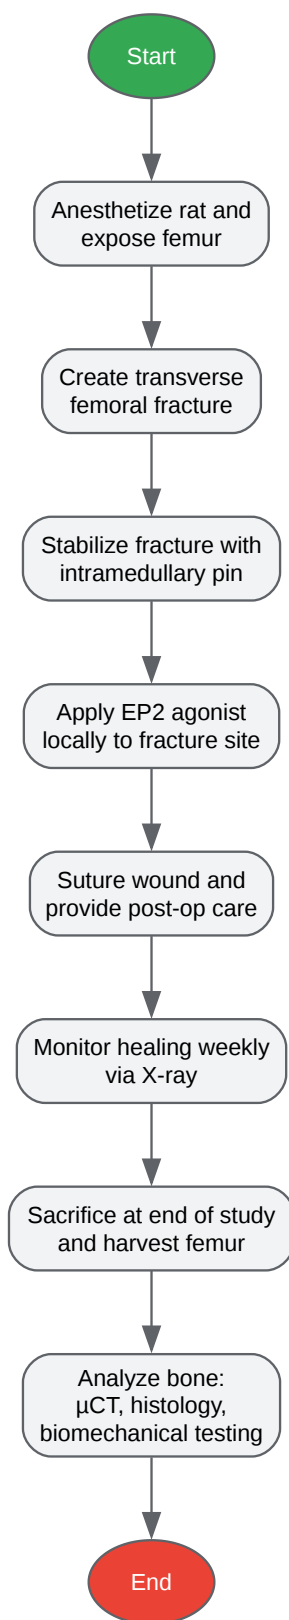 Start
Anesthetize rat and
expose femur
Create transverse
femoral fracture
Stabilize fracture with
intramedullary pin
Apply EP2 agonist
locally to fracture site
Suture wound and
provide post-op care
Monitor healing weekly
via X-ray
Sacrifice at end of study
and harvest femur
Analyze bone:
µCT, histology,
biomechanical testing
End